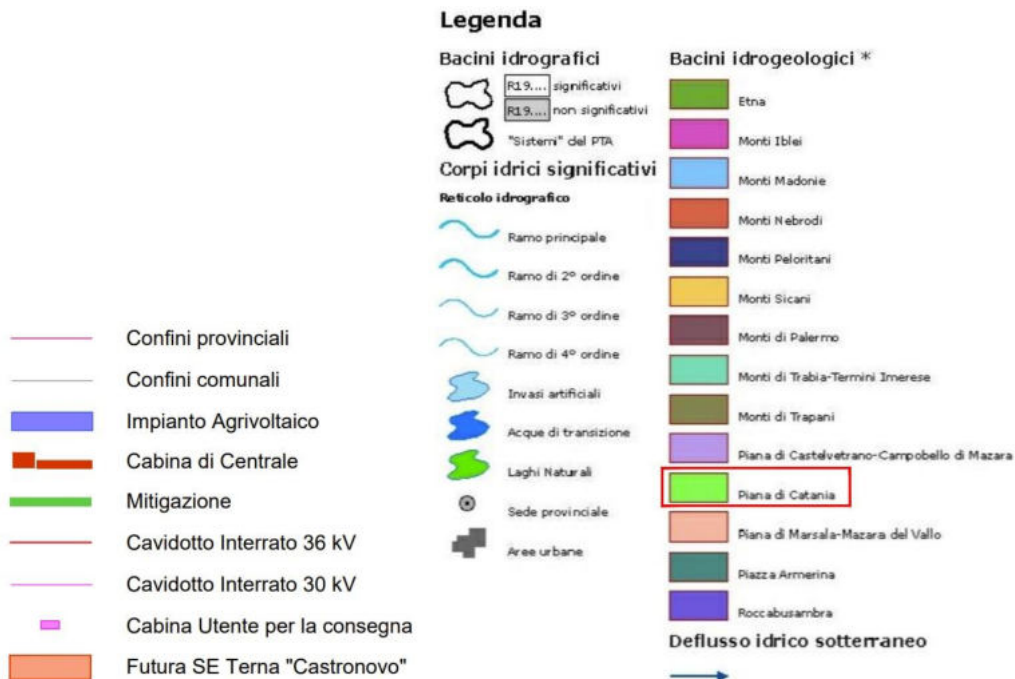 Confini provinciali
Confini comunali
Impianto Agrivoltaico
Cabina di Centrale
Mitigazione
Cavidotto Interrato 36 kV
Cavidotto Interrato 30 kV
Cabina Utente per la consegna
Futura SE Terna "Castronovo"
Legenda
Bacini idrografici
R19.... significativi
R19.... non significativi
"Sistemi" del PTA
Corpi idrici significativi
Reticolo idrografico
Ramo principale
Ramo di 2º ordine
Ramo di 3º ordine
Ramo di 4º ordine
Invasi artificiali
Acque di transizione
Laghi Naturali
Sede provinciale
Aree urbane
Bacini idrogeologici *
Etna
Monti Iblei
Monti Madonie
Monti Nebrodi
Monti Peloritani
Monti Sicani
Monti di Palermo
Monti di Trabia-Termini Imerese
Monti di Trapani
Piana di Castelvetrano-Campobello di Mazara
Piana di Catania
Piana di Marsala-Mazara del Vallo
Piazza Armerina
Roccabusambra
Deflusso idrico sotterraneo